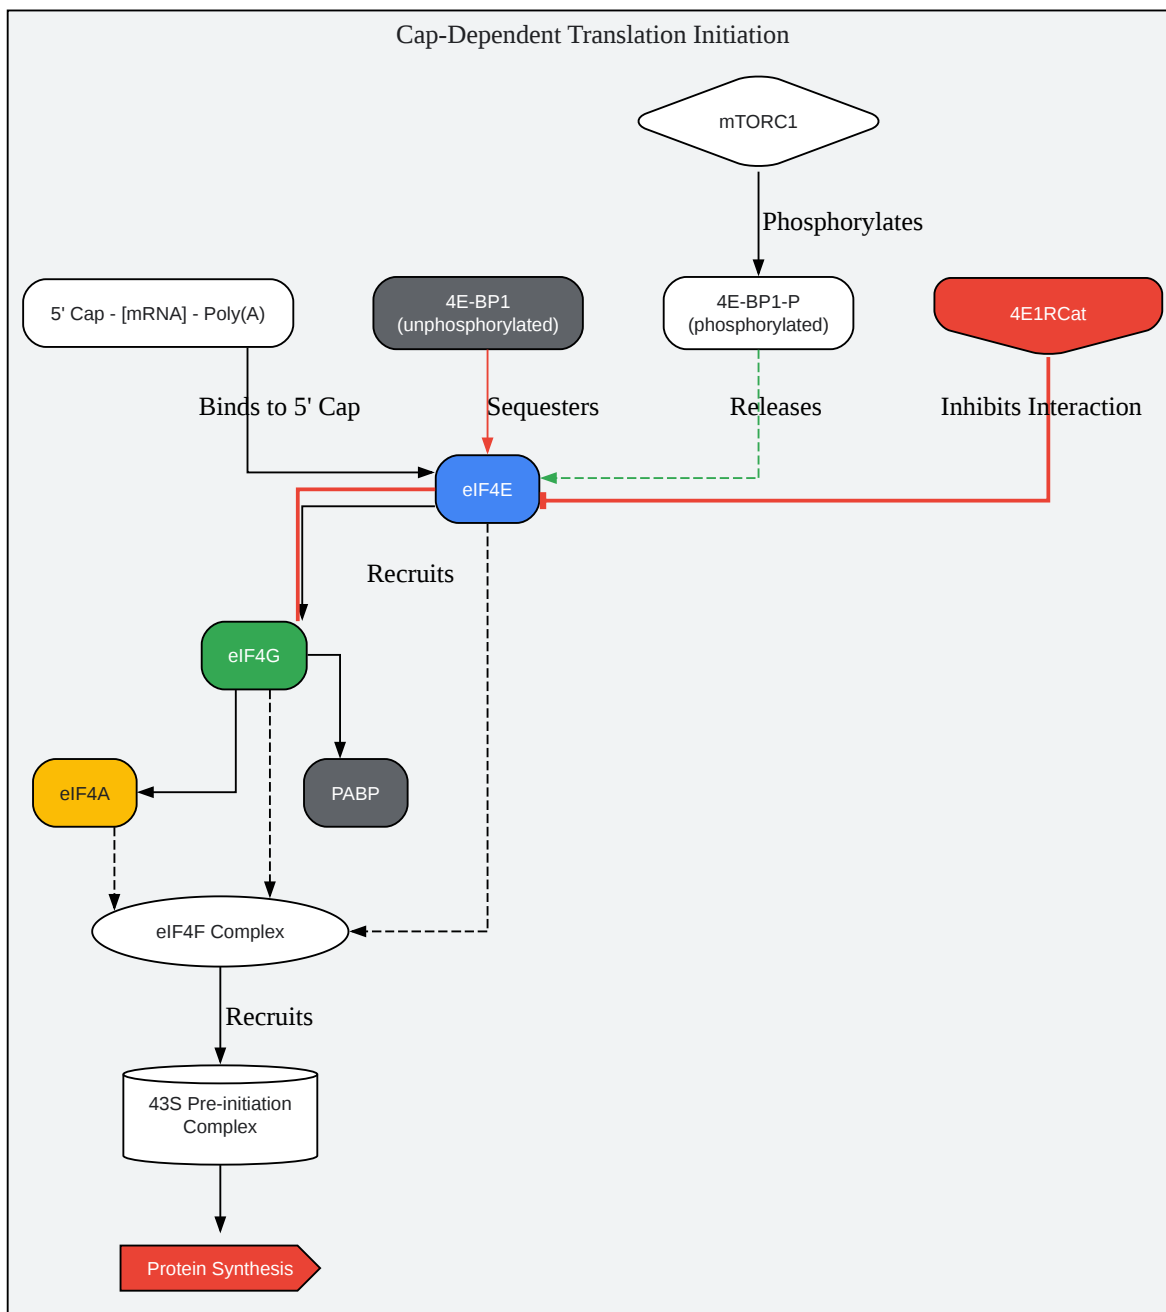 Cap-Dependent Translation Initiation
mTORC1
Phosphorylates
5' Cap - [mRNA] - Poly(A)
4E-BP1
(unphosphorylated)
4E-BP1-P
(phosphorylated)
4E1RCat
Binds to 5' Cap
Sequesters
Releases
Inhibits Interaction
eIF4E
Recruits
eIF4G
eIF4A
PABP
eIF4F Complex
Recruits
43S Pre-initiation
Complex
Protein Synthesis